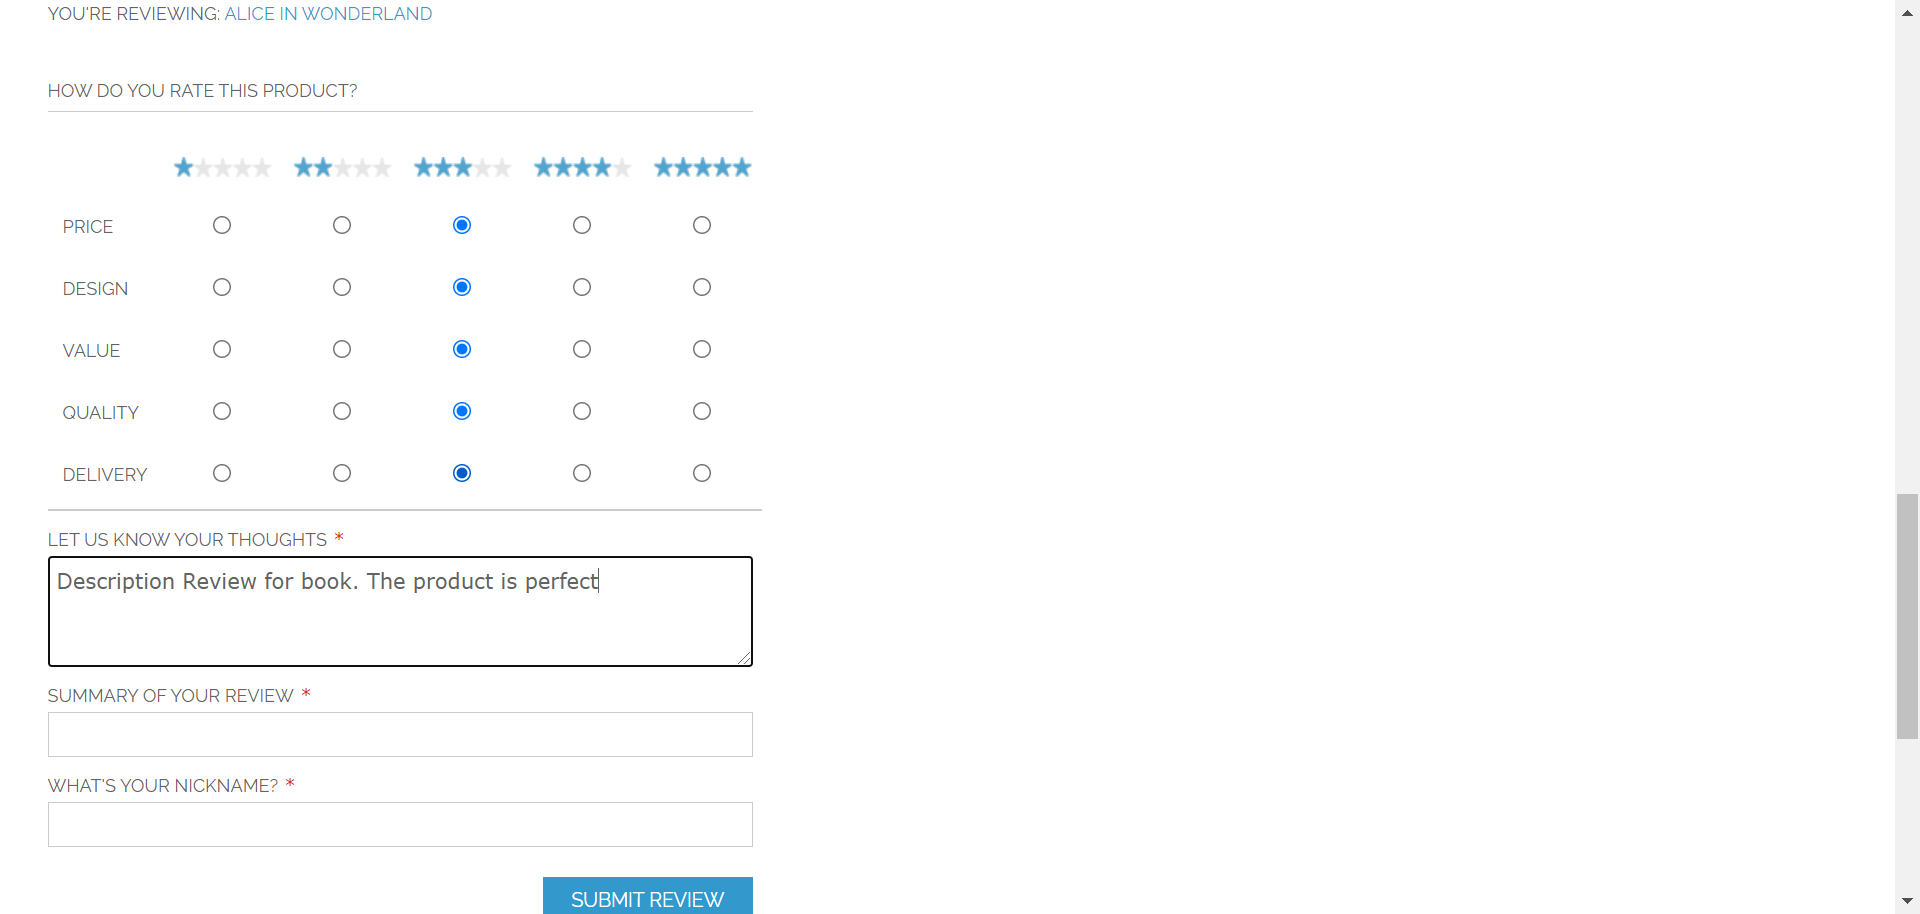 YOU'RE REVIEWING: ALICE IN WONDERLAND
HOW DO YOU RATE THIS PRODUCT?
PRICE
DESIGN
VALUE
QUALITY
DELIVERY
LET US KNOW YOUR THOUGHTS *
Description Review for book. The product is perfect
SUMMARY OF YOUR REVIEW *
WHAT'S YOUR NICKNAME? *
SUBMIT REVIEW